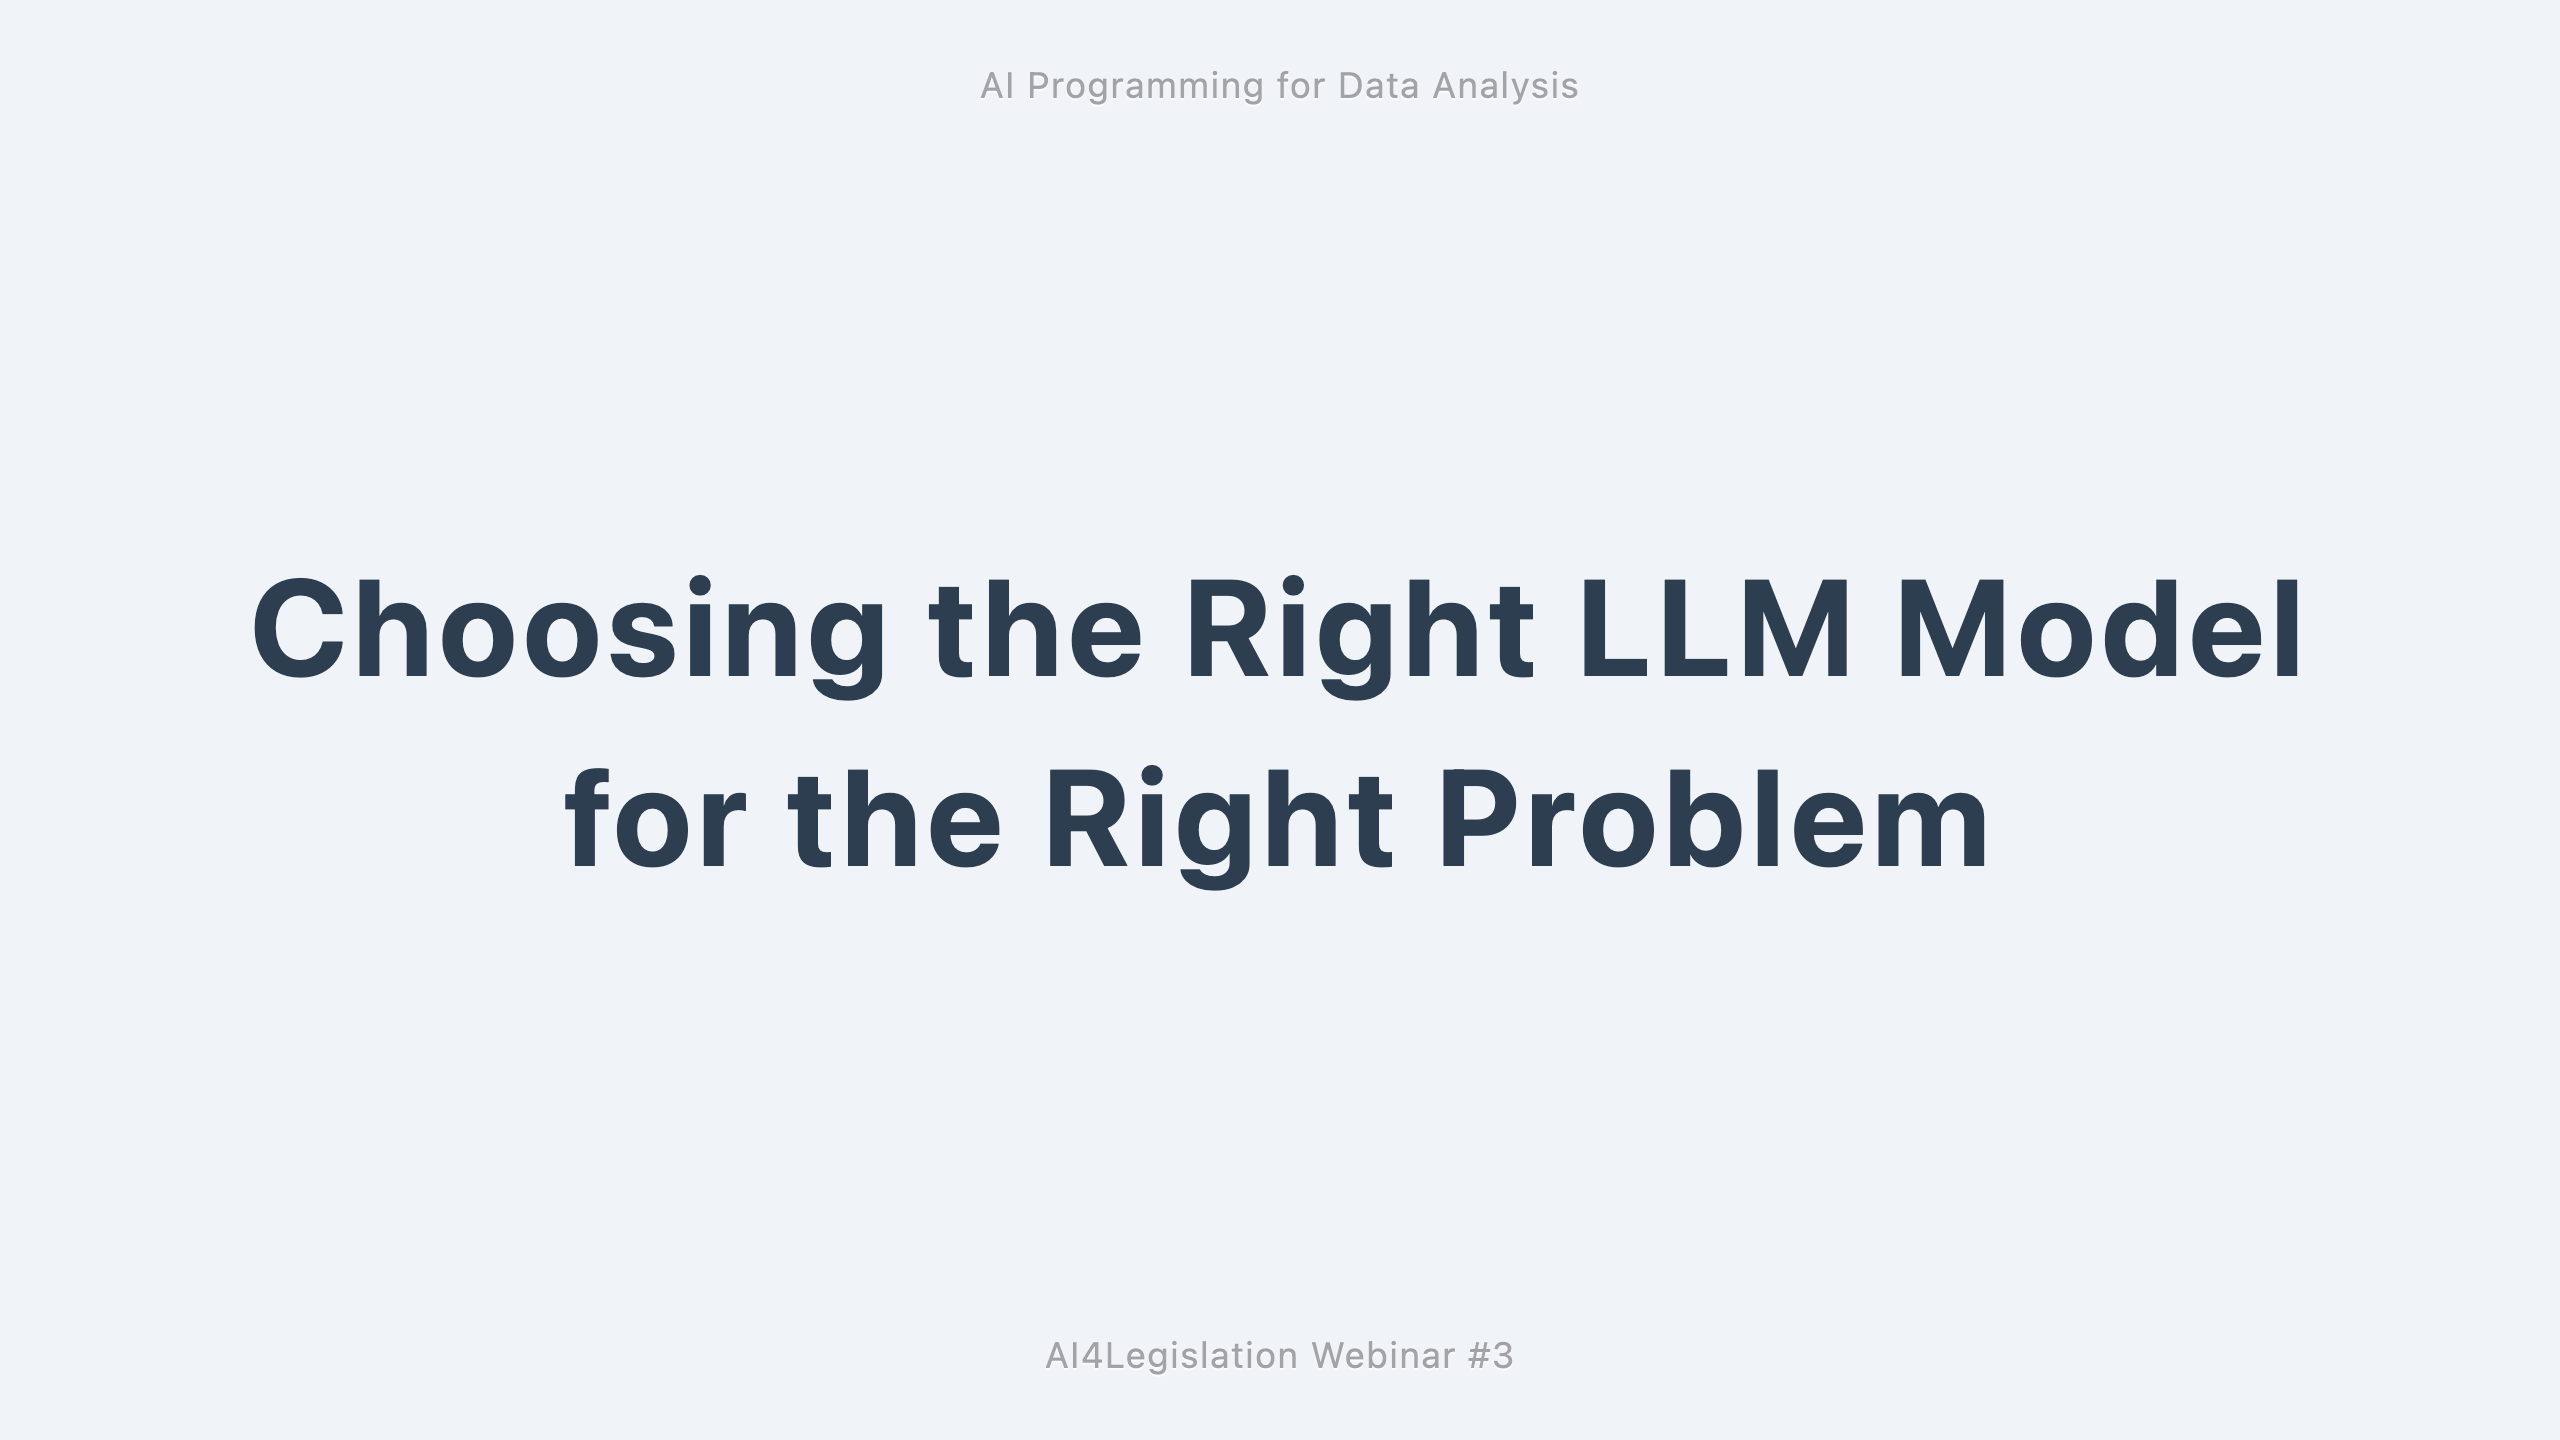 AI Programming for Data Analysis
Choosing the Right LLM Model
for the Right Problem
AI4Legislation Webinar #3